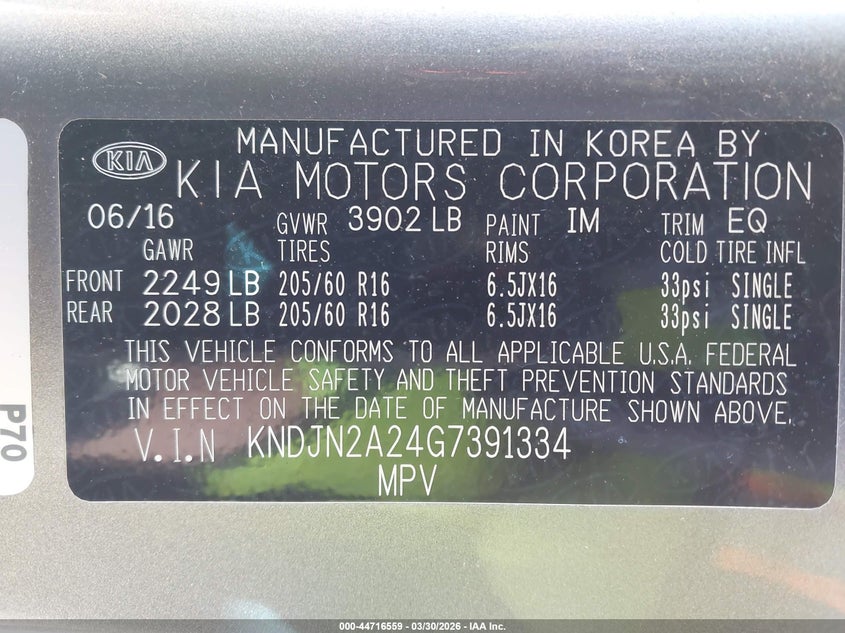 MANUFACTURED IN KOREA BY
KIA KIA MOTORS CORPORATION
06/16 GVWR 3902 LB PAINT IM TRIM EQ
GAWR TIRES RIMS COLD TIRE INFL
FRONT 2249 LB 205/60 R16 6.5JX16 33psi SINGLE
REAR 2028 LB 205/60 R16 6.5JX16 33psi SINGLE
THIS VEHICLE CONFORMS TO ALL APPLICABLE U.S.A. FEDERAL
MOTOR VEHICLE SAFETY AND THEFT PREVENTION STANDARDS
IN EFFECT ON THE DATE OF MANUFACTURE SHOWN ABOVE.
V.I.N KNDJN2A24G7391334
MPV
P70
000-44716559 - 03/30/2026 - IAA Inc.